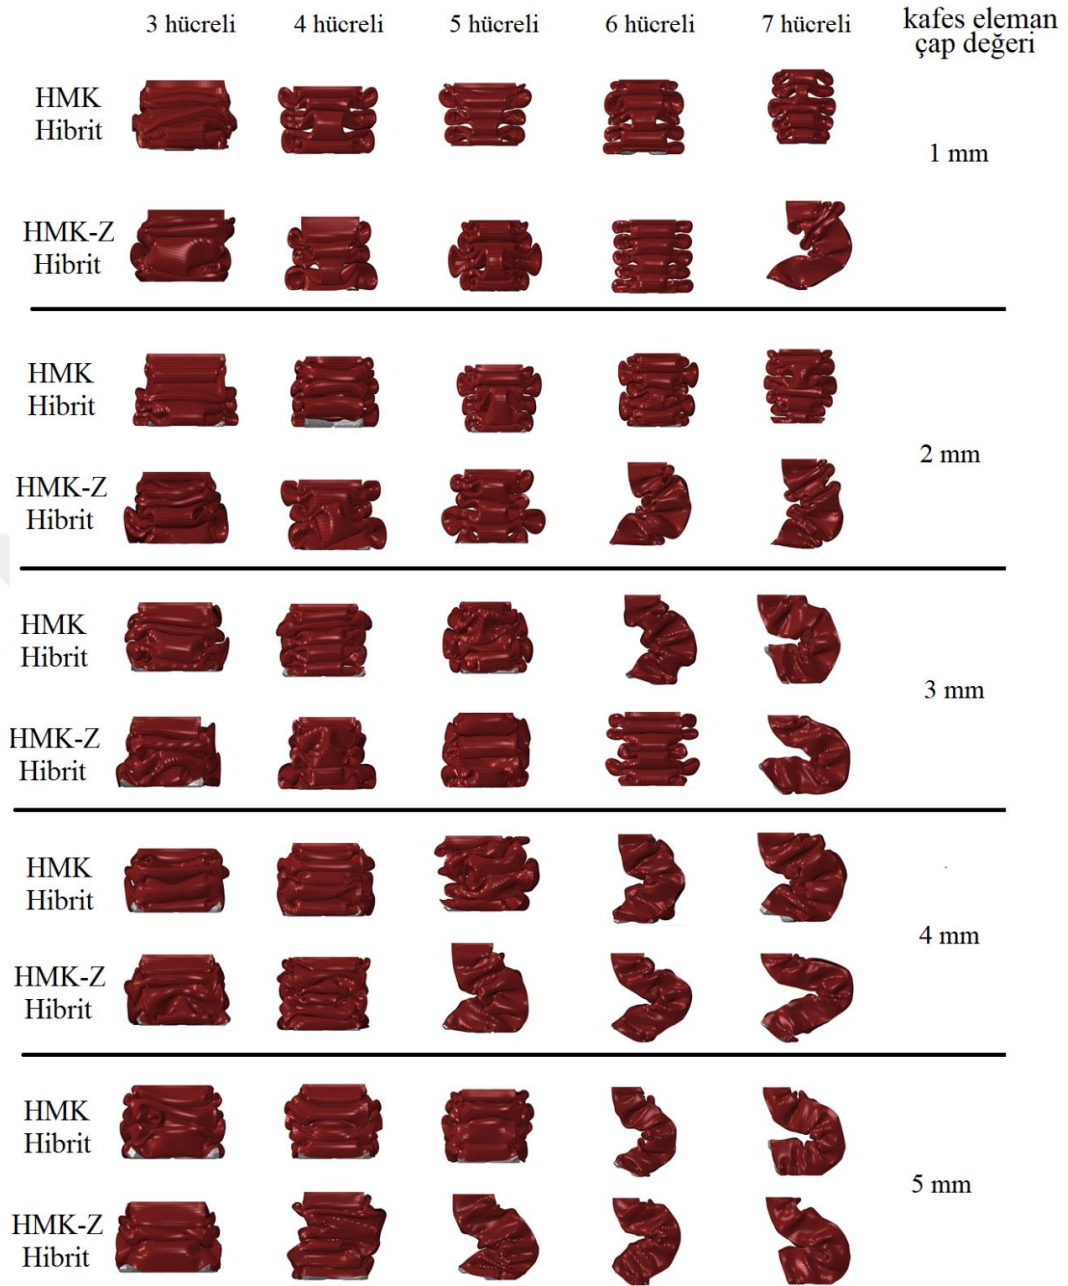 3 hücreli 4 hücreli 5 hücreli 6 hücreli 7 hücreli kafes eleman
çap değeri
HMK
Hibrit
1 mm
HMK-Z
Hibrit
HMK
Hibrit
2 mm
HMK-Z
Hibrit
HMK
Hibrit
3 mm
HMK-Z
Hibrit
HMK
Hibrit
4 mm
HMK-Z
Hibrit
HMK
Hibrit
5 mm
HMK-Z
Hibrit